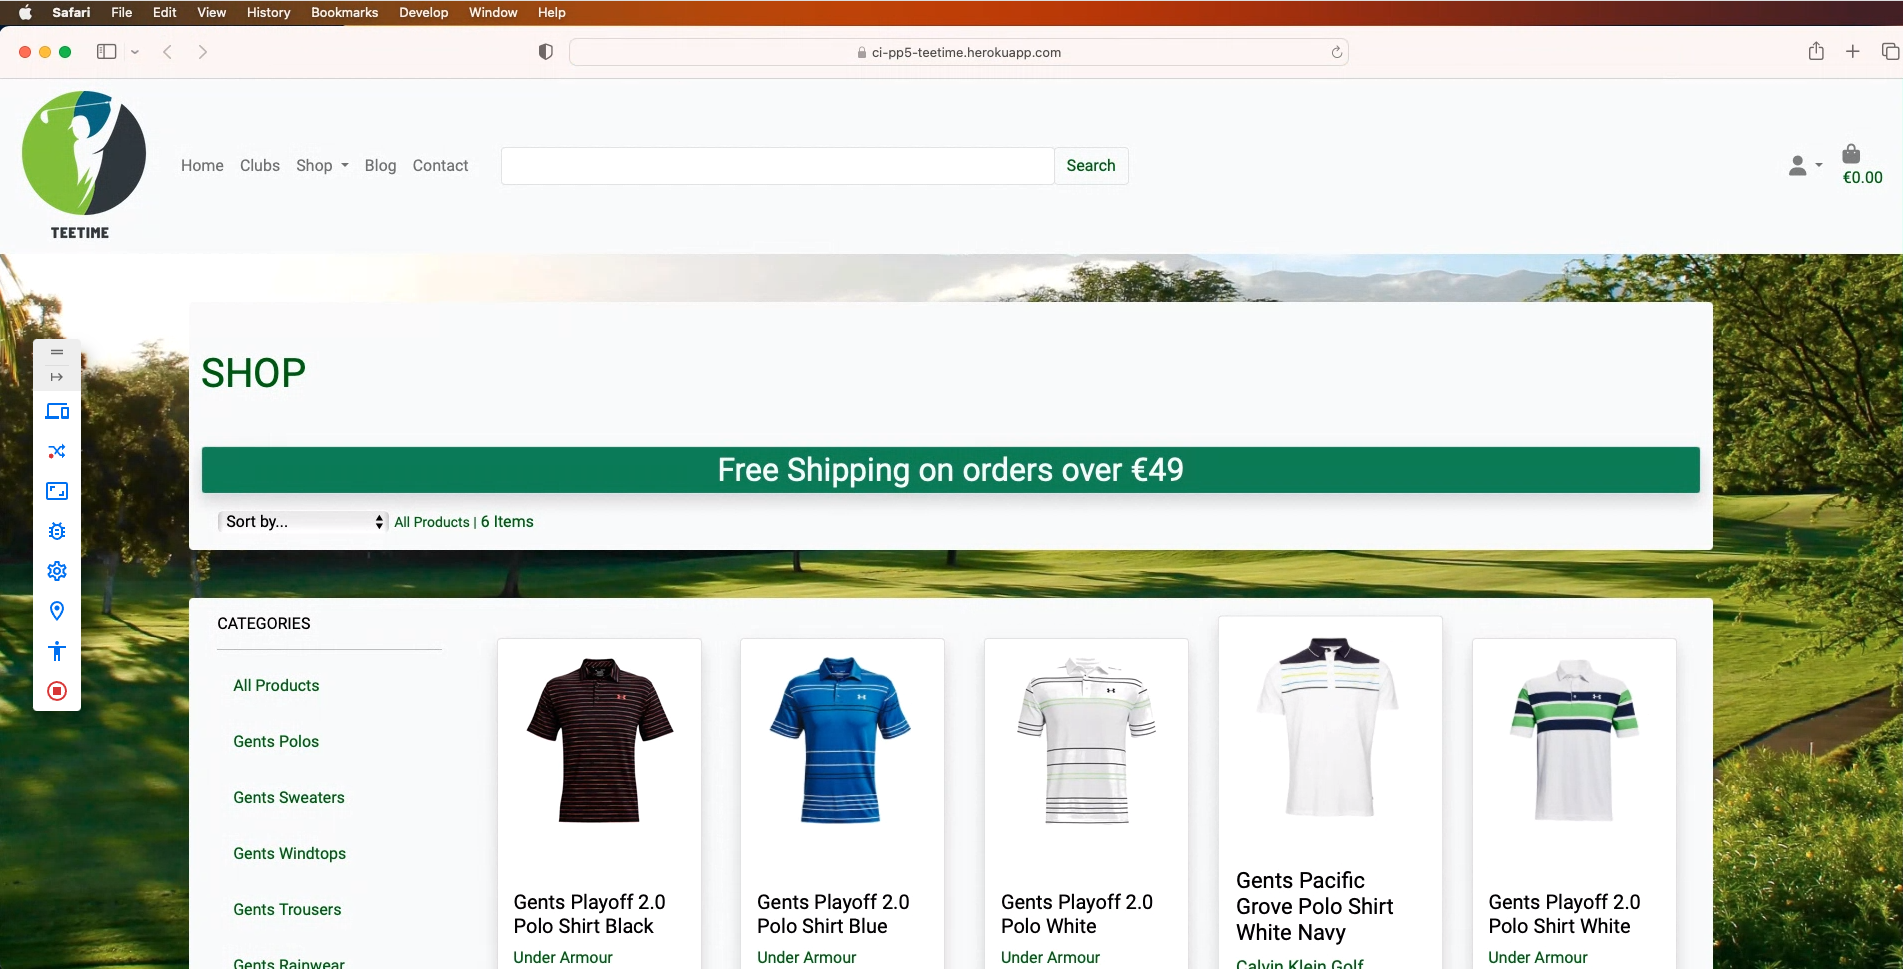 Safari File Edit View History Bookmarks Develop Window Help
ci-pp5-teetime.herokuapp.com
TEETIME
Home Clubs Shop Blog Contact
Search
€0.00
SHOP
Free Shipping on orders over €49
Sort by...
All Products | 6 Items
CATEGORIES
All Products
Gents Polos
Gents Sweaters
Gents Windtops
Gents Trousers
Gents Rainwear
Gents Playoff 2.0
Polo Shirt Black
Under Armour
Gents Playoff 2.0
Polo Shirt Blue
Under Armour
Gents Playoff 2.0
Polo White
Under Armour
Gents Pacific
Grove Polo Shirt
White Navy
Calvin Klein Golf
Gents Playoff 2.0
Polo Shirt White
Under Armour